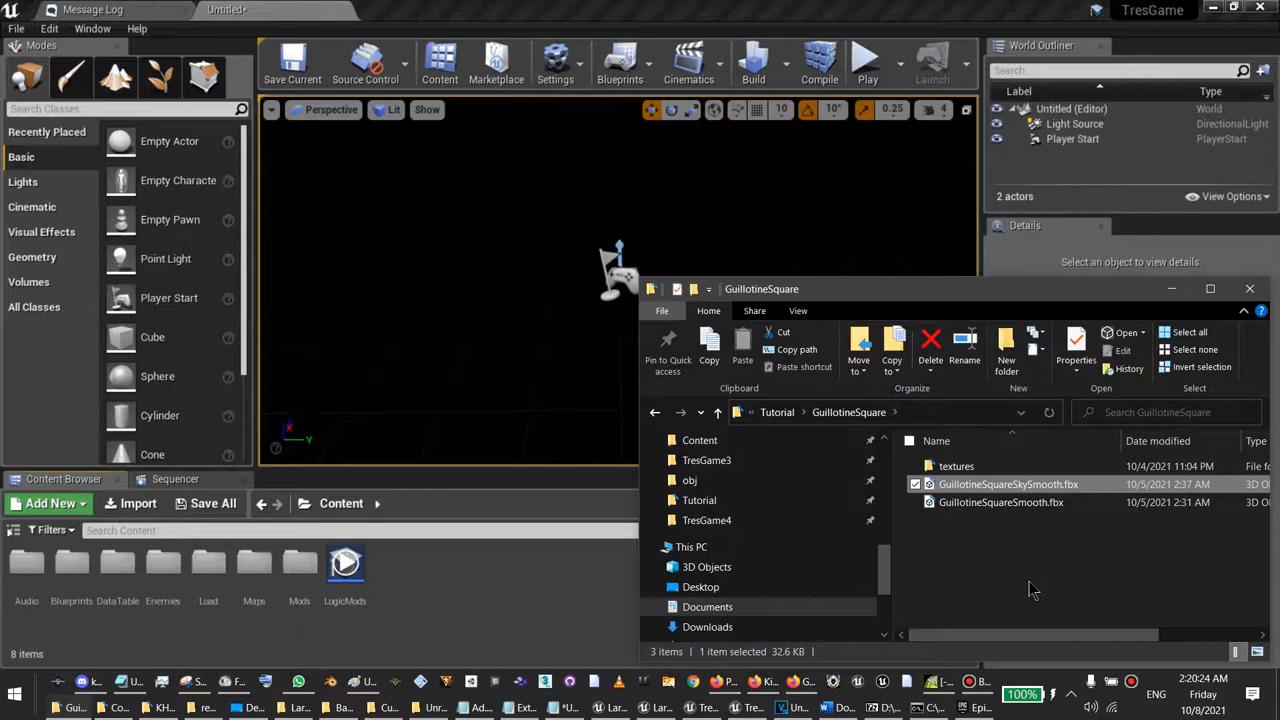 Message Log
Untitled*
TresGame
File Edit Window Help
Modes
Search Classes
Recently Placed
Basic
Lights
Cinematic
Visual Effects
Geometry
Volumes
All Classes
Empty Actor
Empty Characte
Empty Pawn
Point Light
Player Start
Cube
Sphere
Cylinder
Cone
Save Current
Source Control
Content
Marketplace
Settings
Blueprints
Cinematics
Build
Compile
Play
Launch
Perspective
Lit
Show
10
10°
0.25
4
X
Y
World Outliner
Search...
Label
Type
Untitled (Editor)
World
Light Source
DirectionalLight
Player Start
PlayerStart
2 actors
View Options
Details
Select an object to view details.
Content Browser
Sequencer
Add New
Import
Save All
Content
Filters
Search Content
Audio
Blueprints
DataTable
Enemies
Load
Maps
Mods
LogicMods
8 items
GuillotineSquare
File
Home
Share
View
Pin to Quick access
Copy
Paste
Cut
Copy path
Paste shortcut
Clipboard
Move to
Copy to
Delete
Rename
Organize
New folder
New
Properties
Open
Edit
History
Open
Select all
Select none
Invert selection
Select
« Tutorial > GuillotineSquare >
Search GuillotineSquare
Content
TresGame3
obj
Tutorial
TresGame4
This PC
3D Objects
Desktop
Documents
Downloads
Name
Date modified
Type
textures
10/4/2021 11:04 PM
File fo
GuillotineSquareSkySmooth.fbx
10/5/2021 2:37 AM
3D O
GuillotineSquareSmooth.fbx
10/5/2021 2:31 AM
3D O
3 items
1 item selected 32.6 KB
100%
ENG
2:20:24 AM
Friday
10/8/2021